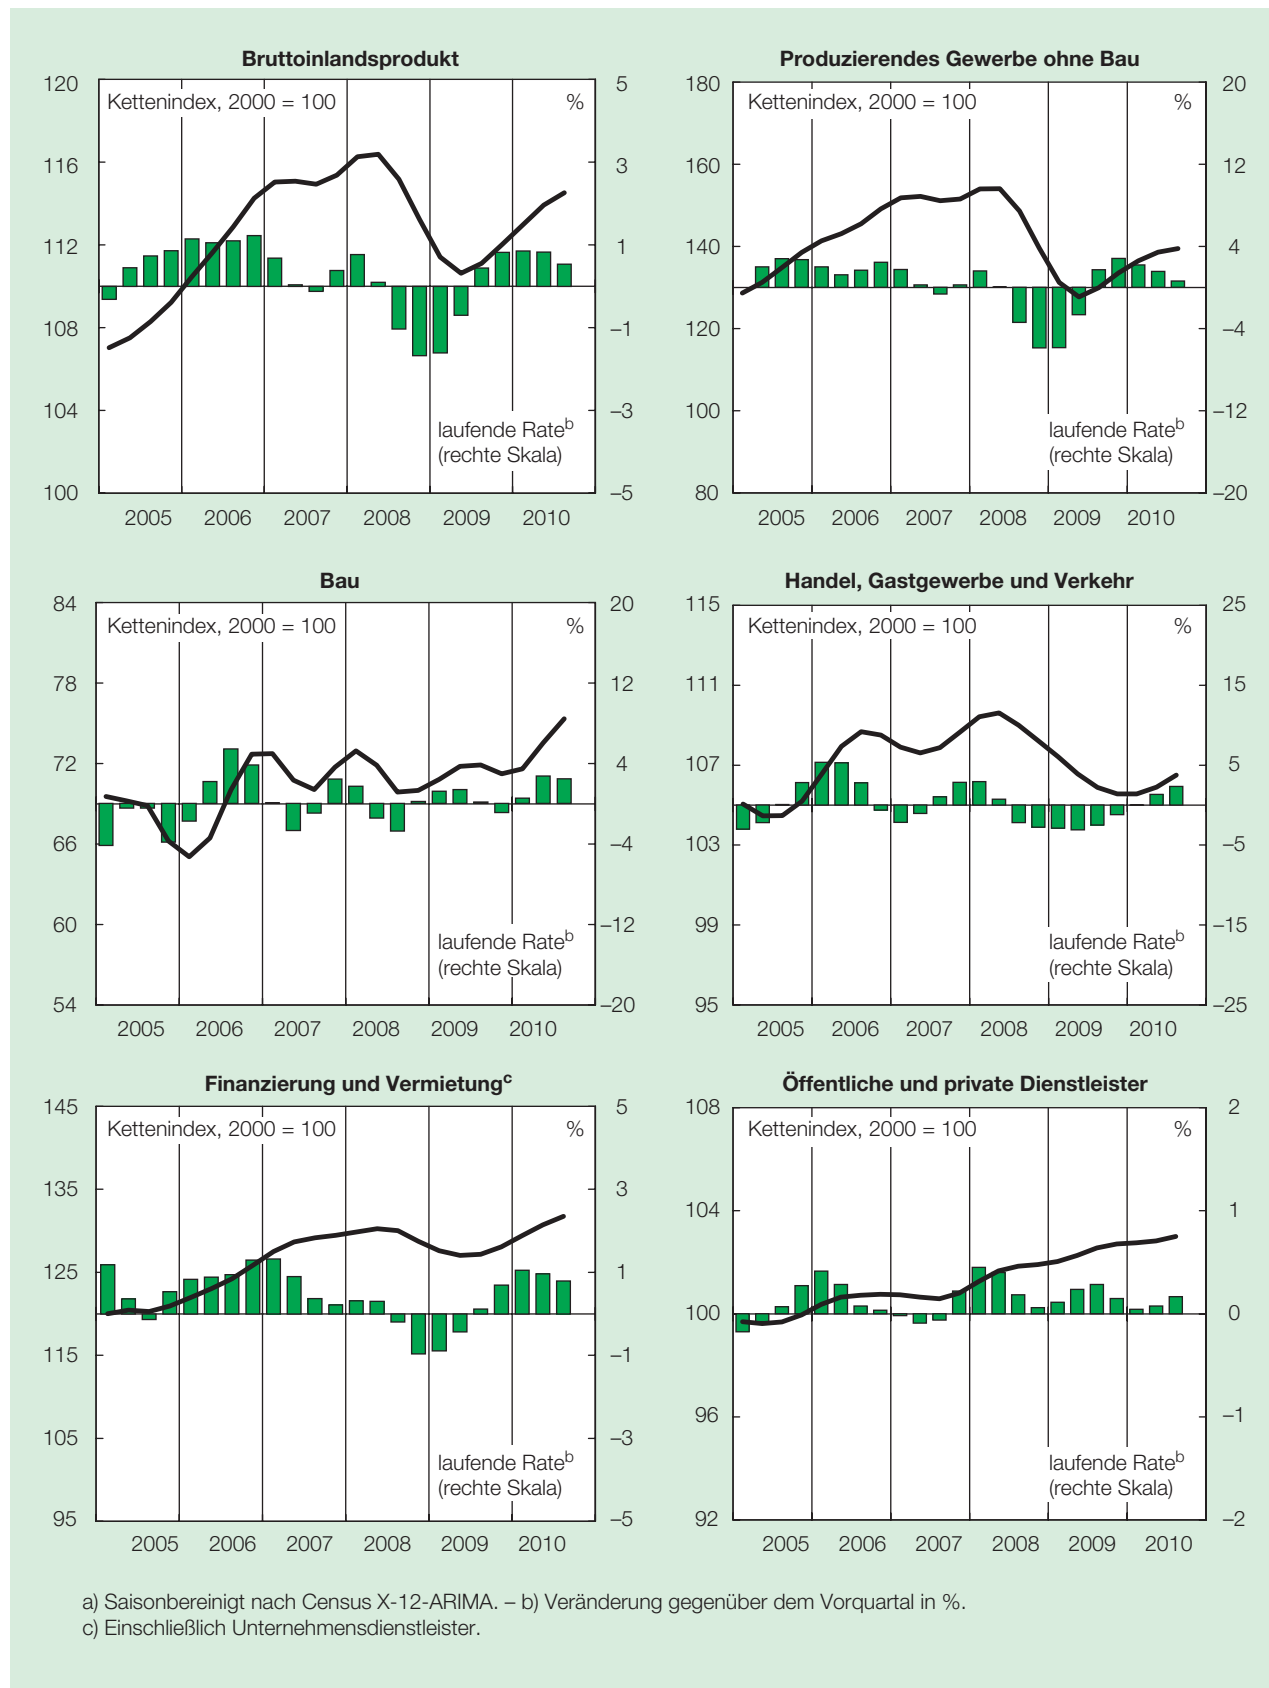 Bruttoinlandsprodukt
Kettenindex, 2000 = 100 %
120 5
116 3
112 1
108 –1
104 –3
100 –5
laufende Rateᵇ
(rechte Skala)
2005 2006 2007 2008 2009 2010
Produzierendes Gewerbe ohne Bau
Kettenindex, 2000 = 100 %
180 20
160 12
140 4
120 –4
100 –12
80 –20
laufende Rateᵇ
(rechte Skala)
2005 2006 2007 2008 2009 2010
Bau
Kettenindex, 2000 = 100 %
84 20
78 12
72 4
66 –4
60 –12
54 –20
laufende Rateᵇ
(rechte Skala)
2005 2006 2007 2008 2009 2010
Handel, Gastgewerbe und Verkehr
Kettenindex, 2000 = 100 %
115 25
111 15
107 5
103 –5
99 –15
95 –25
laufende Rateᵇ
(rechte Skala)
2005 2006 2007 2008 2009 2010
Finanzierung und Vermietungᶜ
Kettenindex, 2000 = 100 %
145 5
135 3
125 1
115 –1
105 –3
95 –5
laufende Rateᵇ
(rechte Skala)
2005 2006 2007 2008 2009 2010
Öffentliche und private Dienstleister
Kettenindex, 2000 = 100 %
108 2
104 1
100 0
96 –1
92 –2
laufende Rateᵇ
(rechte Skala)
2005 2006 2007 2008 2009 2010
a) Saisonbereinigt nach Census X-12-ARIMA. – b) Veränderung gegenüber dem Vorquartal in %.
c) Einschließlich Unternehmensdienstleister.